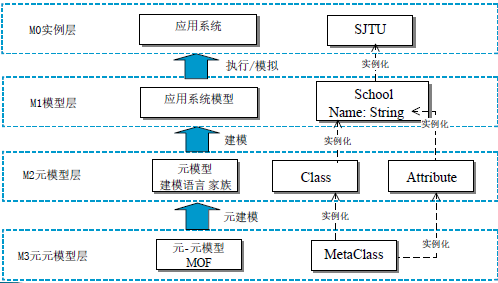 M0实例层
应用系统
SJTU
执行/模拟
实例化
M1模型层
应用系统模型
School
Name: String
建模
实例化
实例化
M2元模型层
元模型
建模语言 家族
Class
Attribute
元建模
实例化
实例化
M3元元模型层
元-元模型
MOF
MetaClass